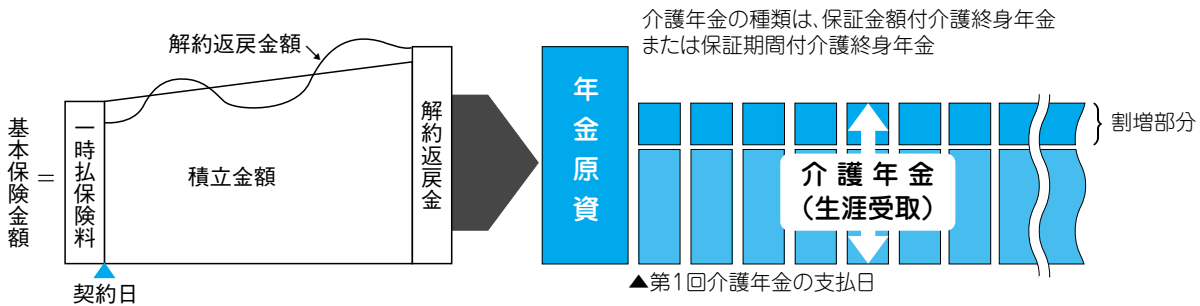 介護年金の種類は、保証金額付介護終身年金
または保証期間付介護終身年金
解約返戻金額
基本保険金額
=
一時払保険料
積立金額
解約返戻金
年金原資
割増部分
介護年金
（生涯受取）
▲第1回介護年金の支払日
契約日